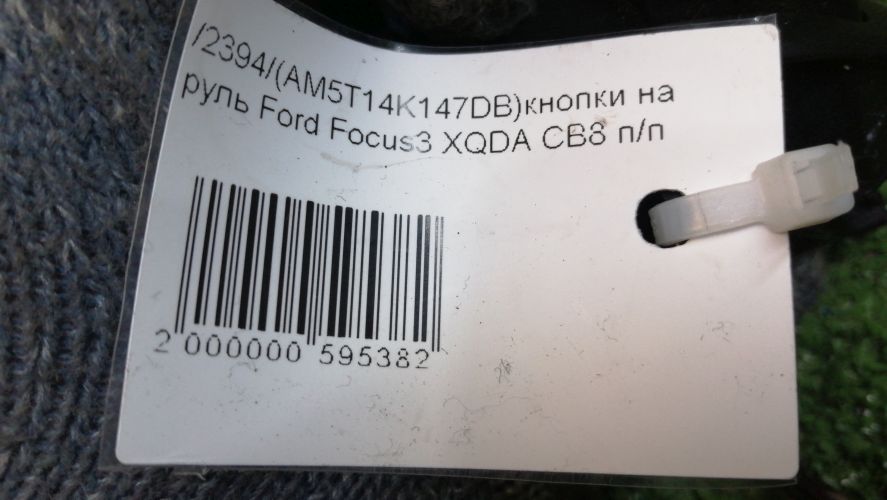 /2394/(AM5T14K147DB)кнопки на
руль Ford Focus3 XQDA CB8 п/п
2 000000 595382